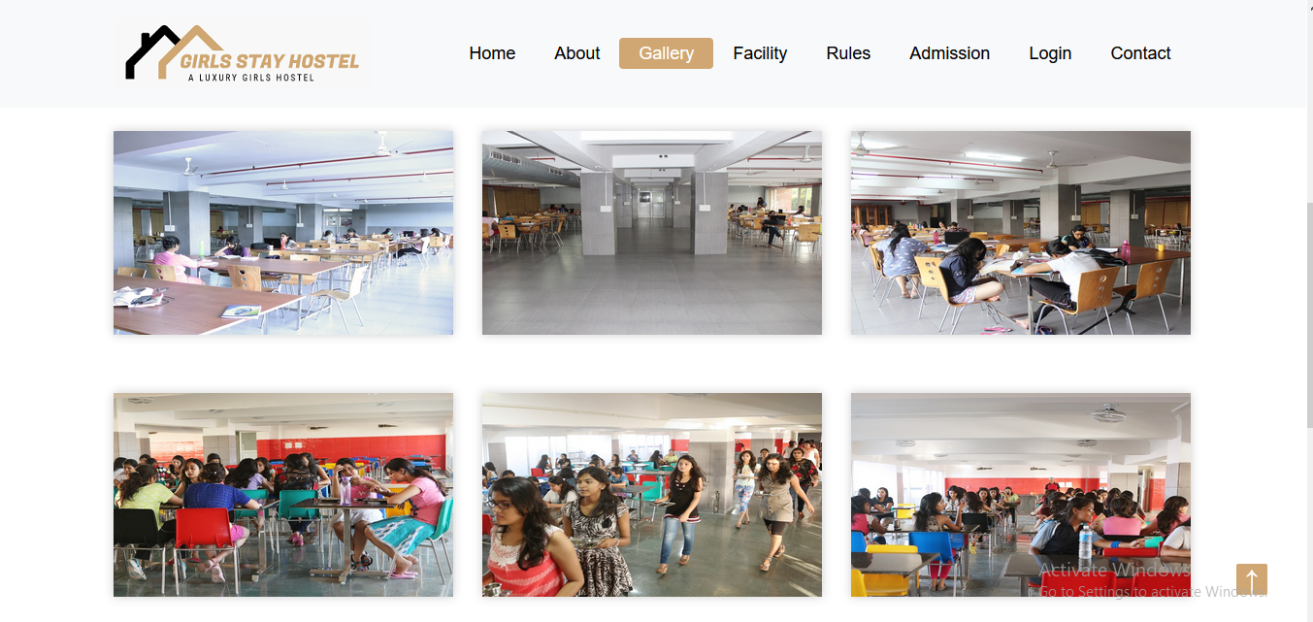 GIRLS STAY HOSTEL
A LUXURY GIRLS HOSTEL
Home About Gallery Facility Rules Admission Login Contact
Activate Windows
Go to Settings to activate Windows.